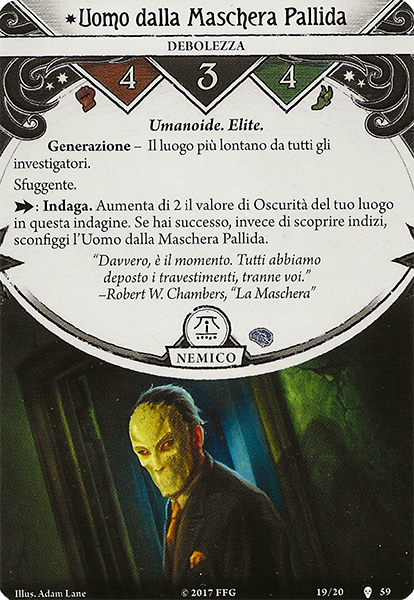 Uomo dalla Maschera Pallida
DEBOLEZZA
4 3 4
Umanoide. Elite.
Generazione – Il luogo più lontano da tutti gli
investigatori.
Sfuggente.
: Indaga. Aumenta di 2 il valore di Oscurità del tuo luogo
in questa indagine. Se hai successo, invece di scoprire indizi,
sconfiggi l'Uomo dalla Maschera Pallida.
“Davvero, è il momento. Tutti abbiamo
deposto i travestimenti, tranne voi.”
–Robert W. Chambers, “La Maschera”
NEMICO
Illus. Adam Lane © 2017 FFG 19/20 59